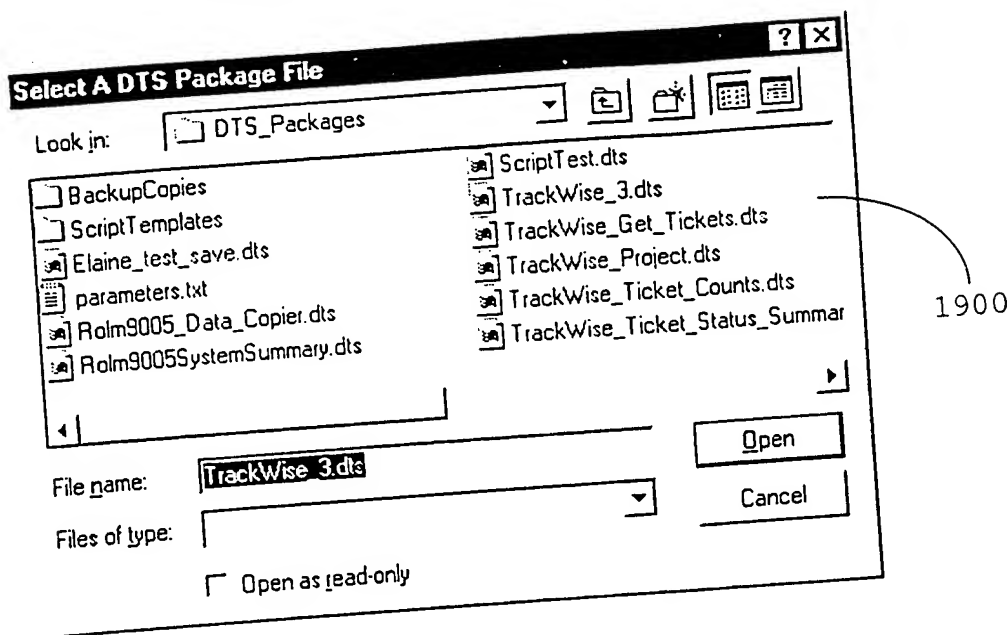 Select A DTS Package File
? X
Look in:
DTS_Packages
BackupCopies
ScriptTemplates
Elaine_test_save.dts
parameters.txt
Rolm9005_Data_Copier.dts
Rolm9005SystemSummary.dts
ScriptTest.dts
TrackWise_3.dts
TrackWise_Get_Tickets.dts
TrackWise_Project.dts
TrackWise_Ticket_Counts.dts
TrackWise_Ticket_Status_Summar
1900
File name:
TrackWise_3.dts
Open
Files of type:
Cancel
Open as read-only